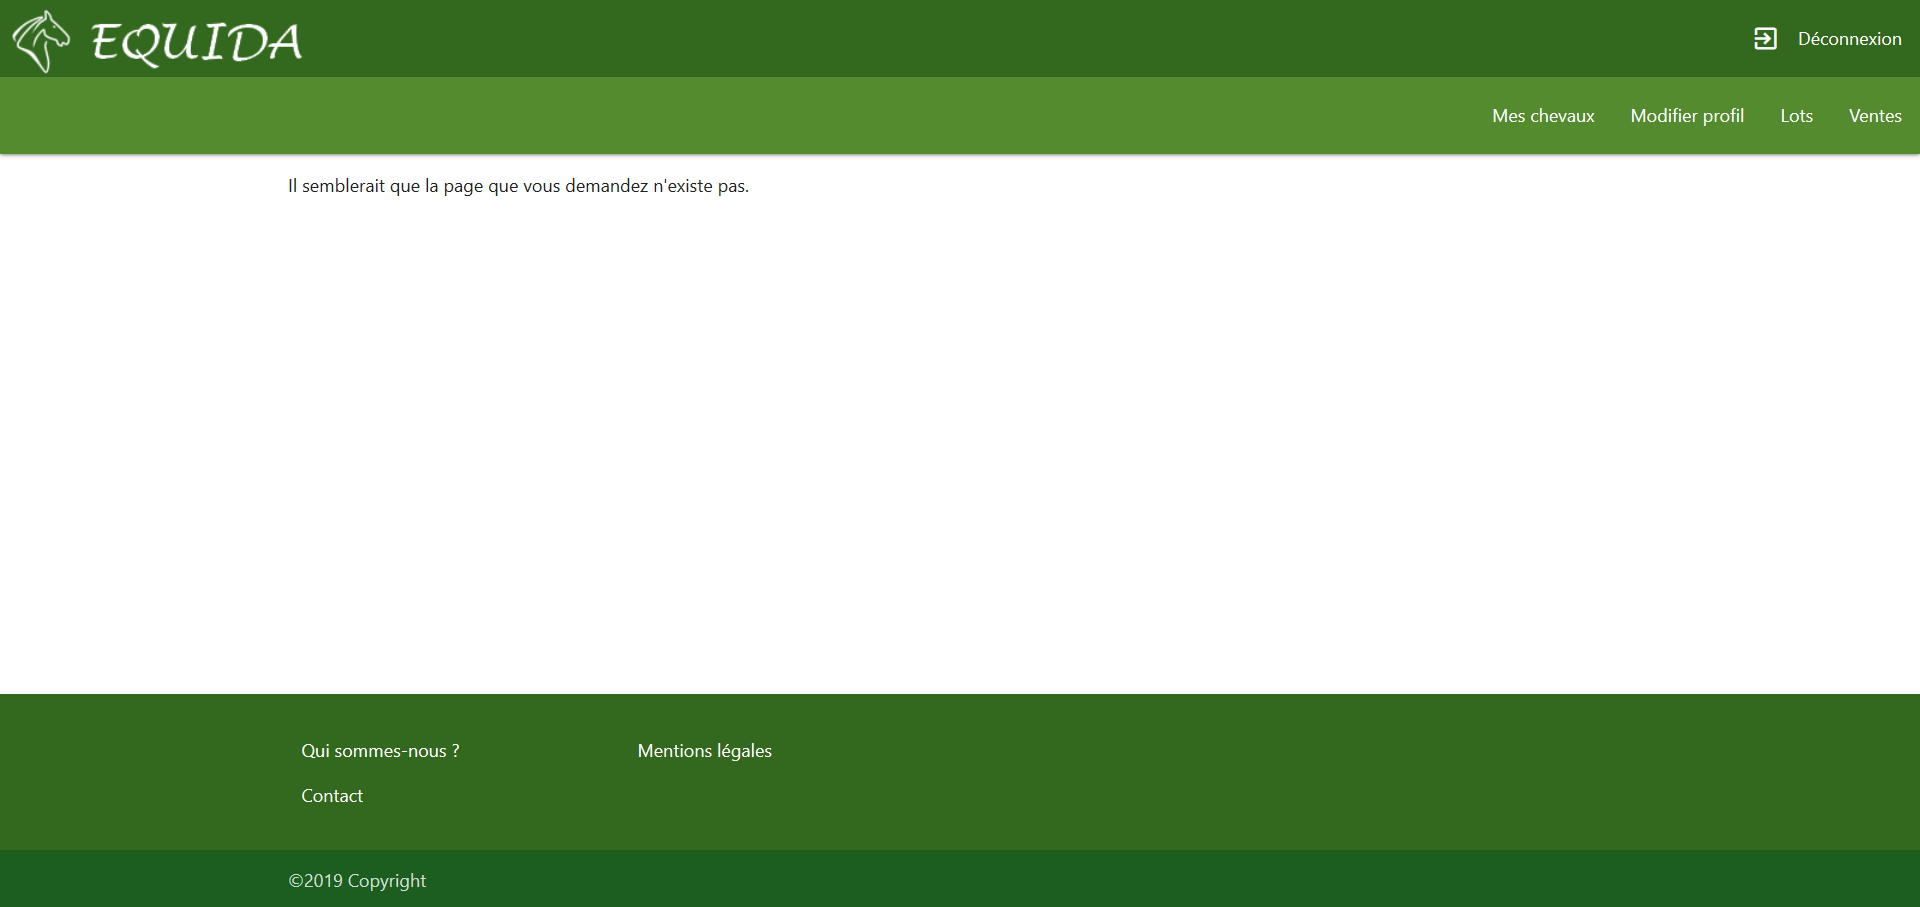 EQUIDA
Déconnexion
Mes chevaux Modifier profil Lots Ventes
Il semblerait que la page que vous demandez n'existe pas.
Qui sommes-nous ? Mentions légales
Contact
©2019 Copyright